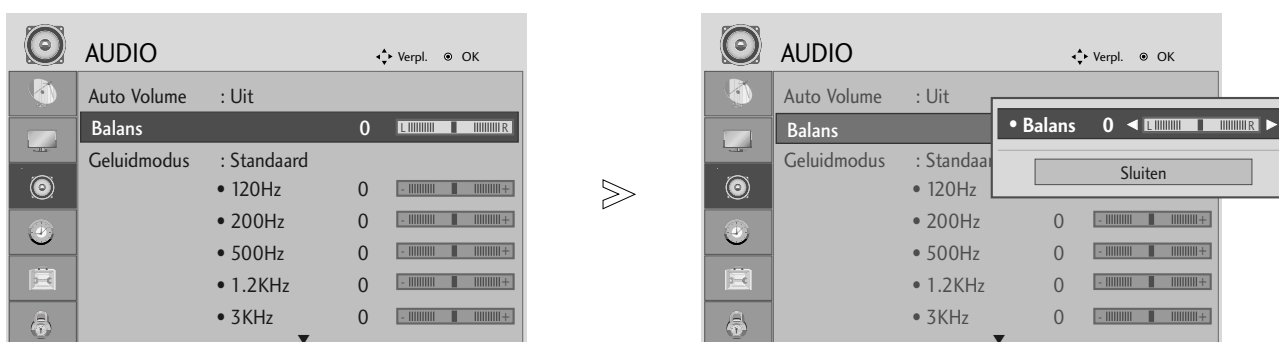 AUDIO Verpl. OK
Auto Volume : Uit
Balans 0 L R
Geluidmodus : Standaard
• 120Hz 0 - +
• 200Hz 0 - +
• 500Hz 0 - +
• 1.2KHz 0 - +
• 3KHz 0 - +
AUDIO Verpl. OK
Auto Volume : Uit
Balans
Geluidmodus : Standaar
• 120Hz
• 200Hz 0 - +
• 500Hz 0 - +
• 1.2KHz 0 - +
• 3KHz 0 - +
• Balans 0 ◄ L R ►
Sluiten